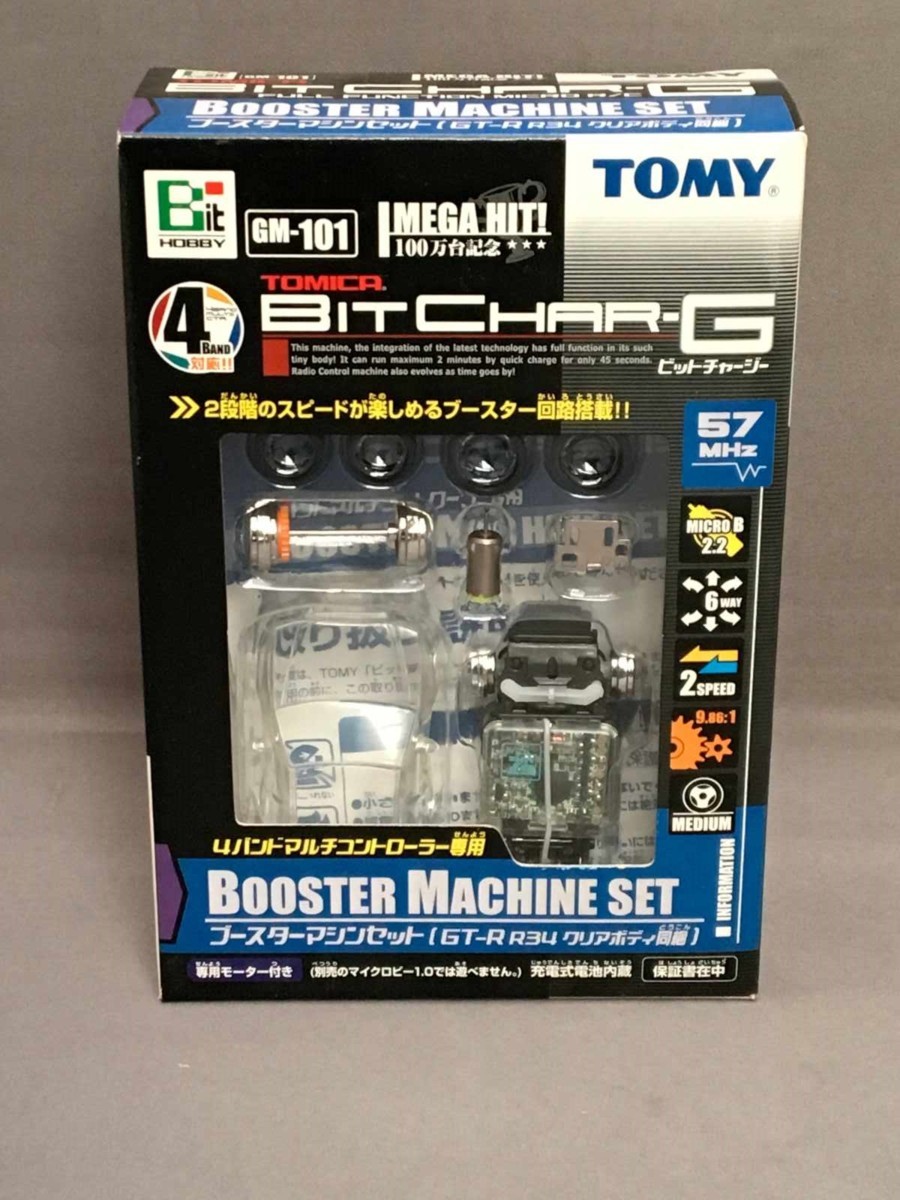 GM-101
MEGA HIT!
TOMY
BIT CHAR-G
BOOSTER MACHINE SET
ブースターマシンセット(GT-R R34 クリアボディ同梱)
TOMY®
Bit
HOBBY
GM-101
MEGA HIT!
100万台記念★★★
4
BAND
対応!!
TOMICA®
BIT CHAR-G
This machine, the integration of the latest technology has full function in its such
tiny body! It can run maximum 2 minutes by quick charge for only 45 seconds.
Radio Control machine also evolves as time goes by!
ビットチャージー
2段階のスピードが楽しめるブースター回路搭載!!
57
MHz
MICRO B
2.2
6 WAY
2 SPEED
9.86:1
MEDIUM
INFORMATION
4バンドマルチコントローラー専用
BOOSTER MACHINE SET
ブースターマシンセット(GT-R R34 クリアボディ同梱)
専用モーター付き
(別売のマイクロビー1.0では遊べません。)
充電式電池内蔵
保証書在中